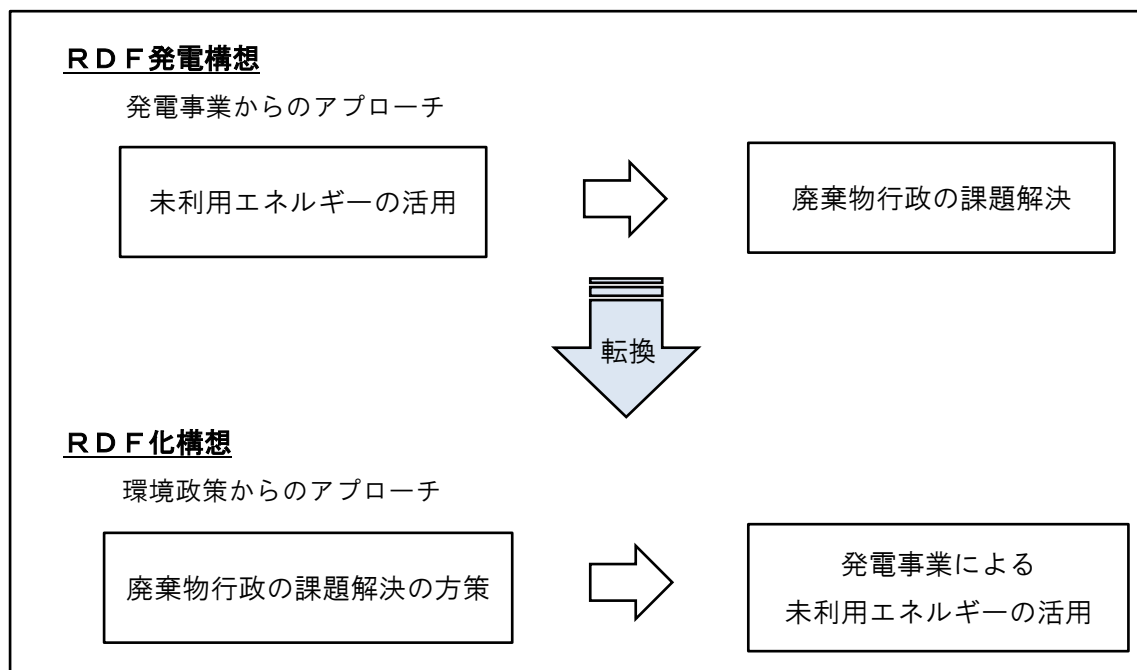 ＲＤＦ発電構想
発電事業からのアプローチ
未利用エネルギーの活用
廃棄物行政の課題解決
転換
ＲＤＦ化構想
環境政策からのアプローチ
廃棄物行政の課題解決の方策
発電事業による
未利用エネルギーの活用